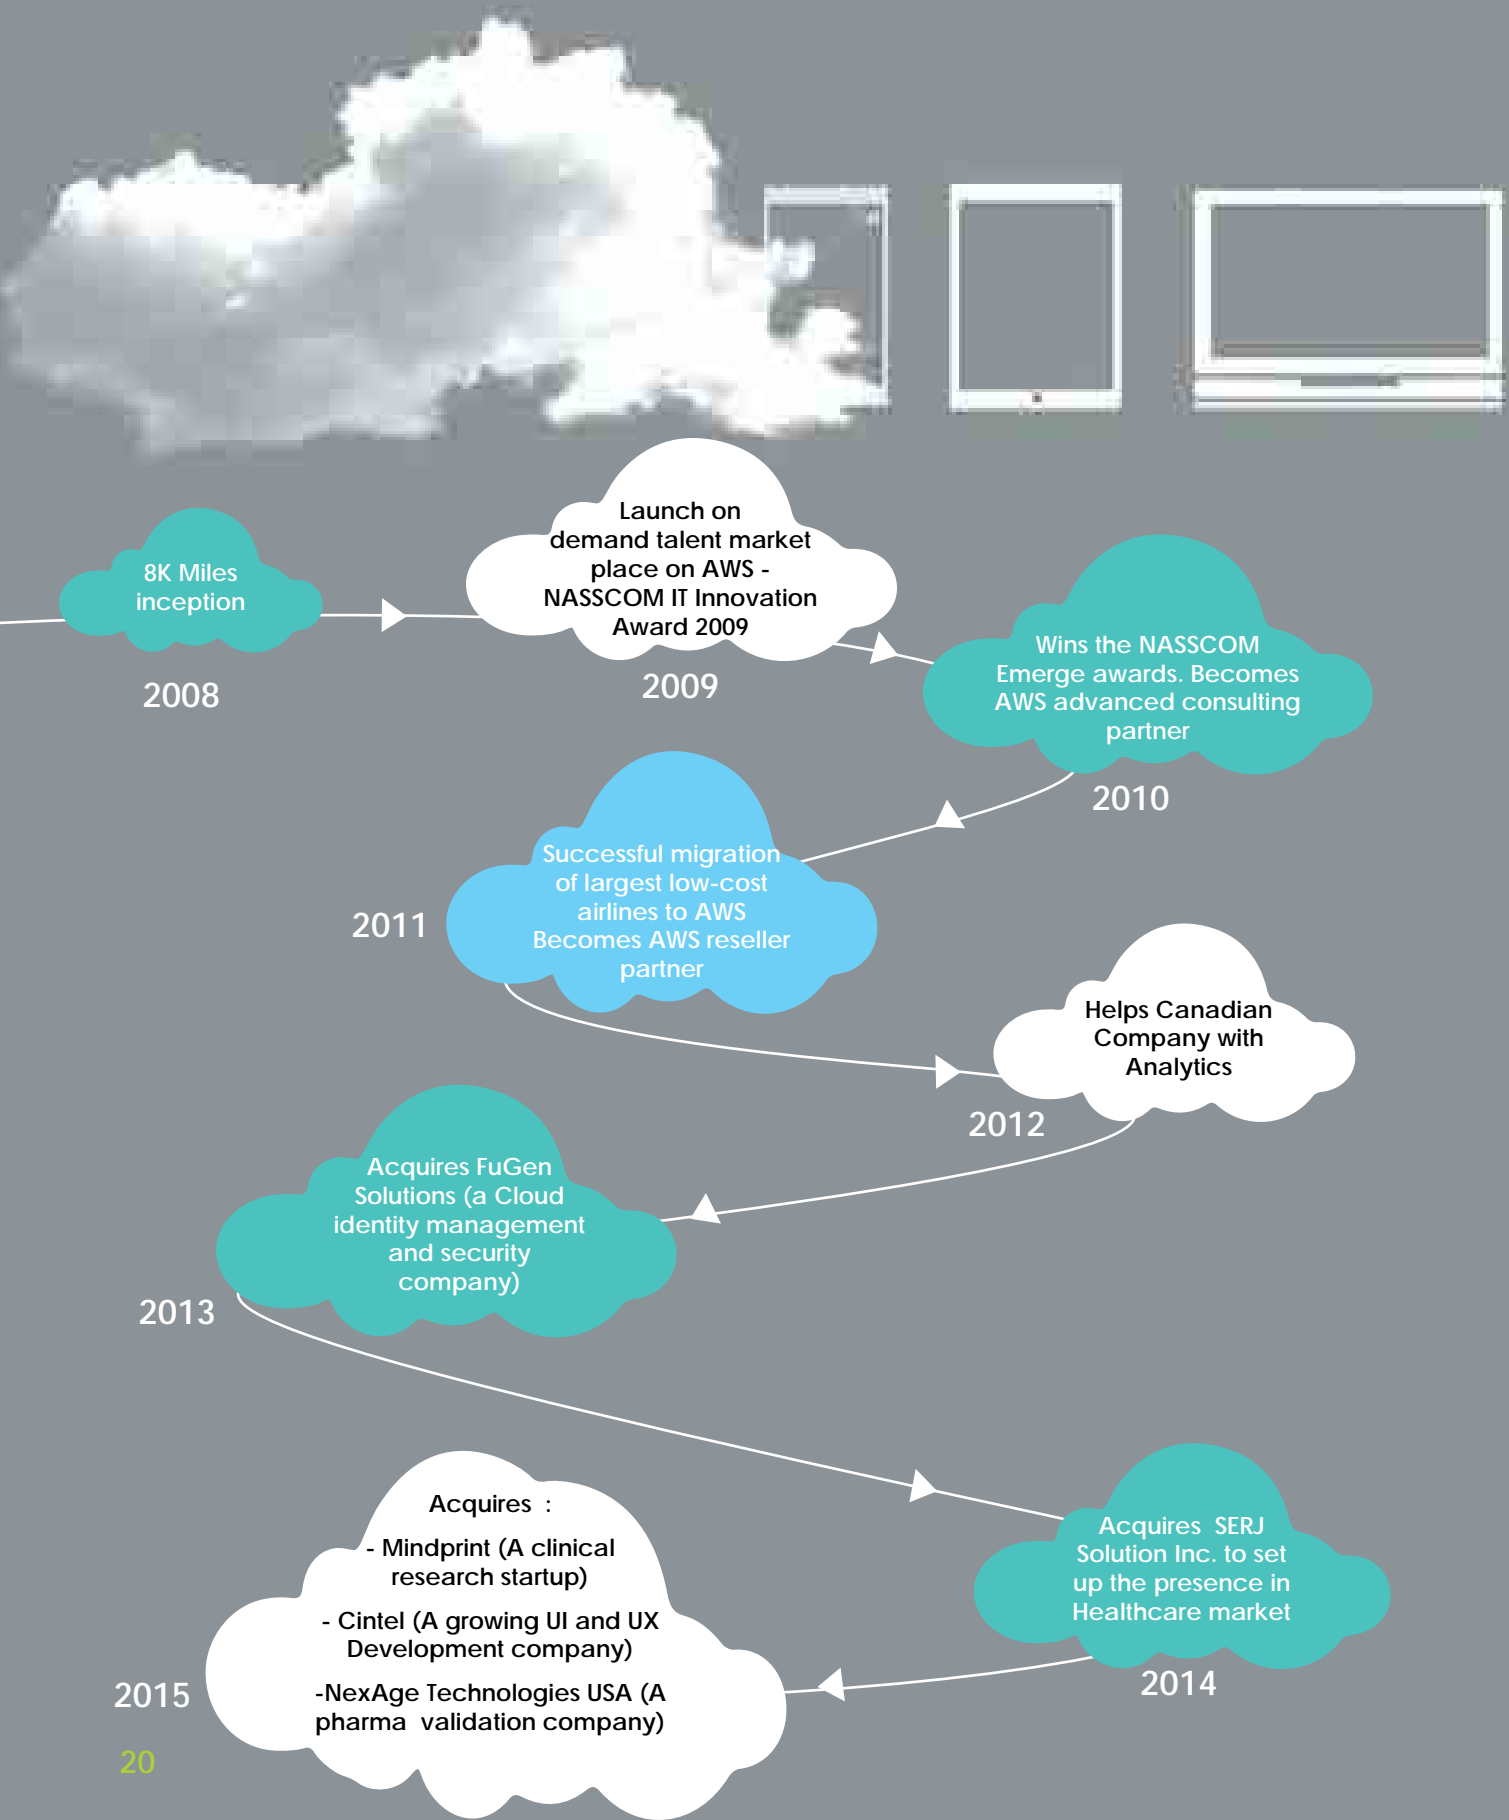 8K Miles
inception
2008
Launch on
demand talent market
place on AWS -
NASSCOM IT Innovation
Award 2009
2009
Wins the NASSCOM
Emerge awards. Becomes
AWS advanced consulting
partner
2010
Successful migration
of largest low-cost
airlines to AWS
Becomes AWS reseller
partner
2011
Helps Canadian
Company with
Analytics
2012
Acquires FuGen
Solutions (a Cloud
identity management
and security
company)
2013
Acquires SERJ
Solution Inc. to set
up the presence in
Healthcare market
2014
Acquires :
- Mindprint (A clinical
research startup)
- Cintel (A growing UI and UX
Development company)
-NexAge Technologies USA (A
pharma validation company)
2015
20